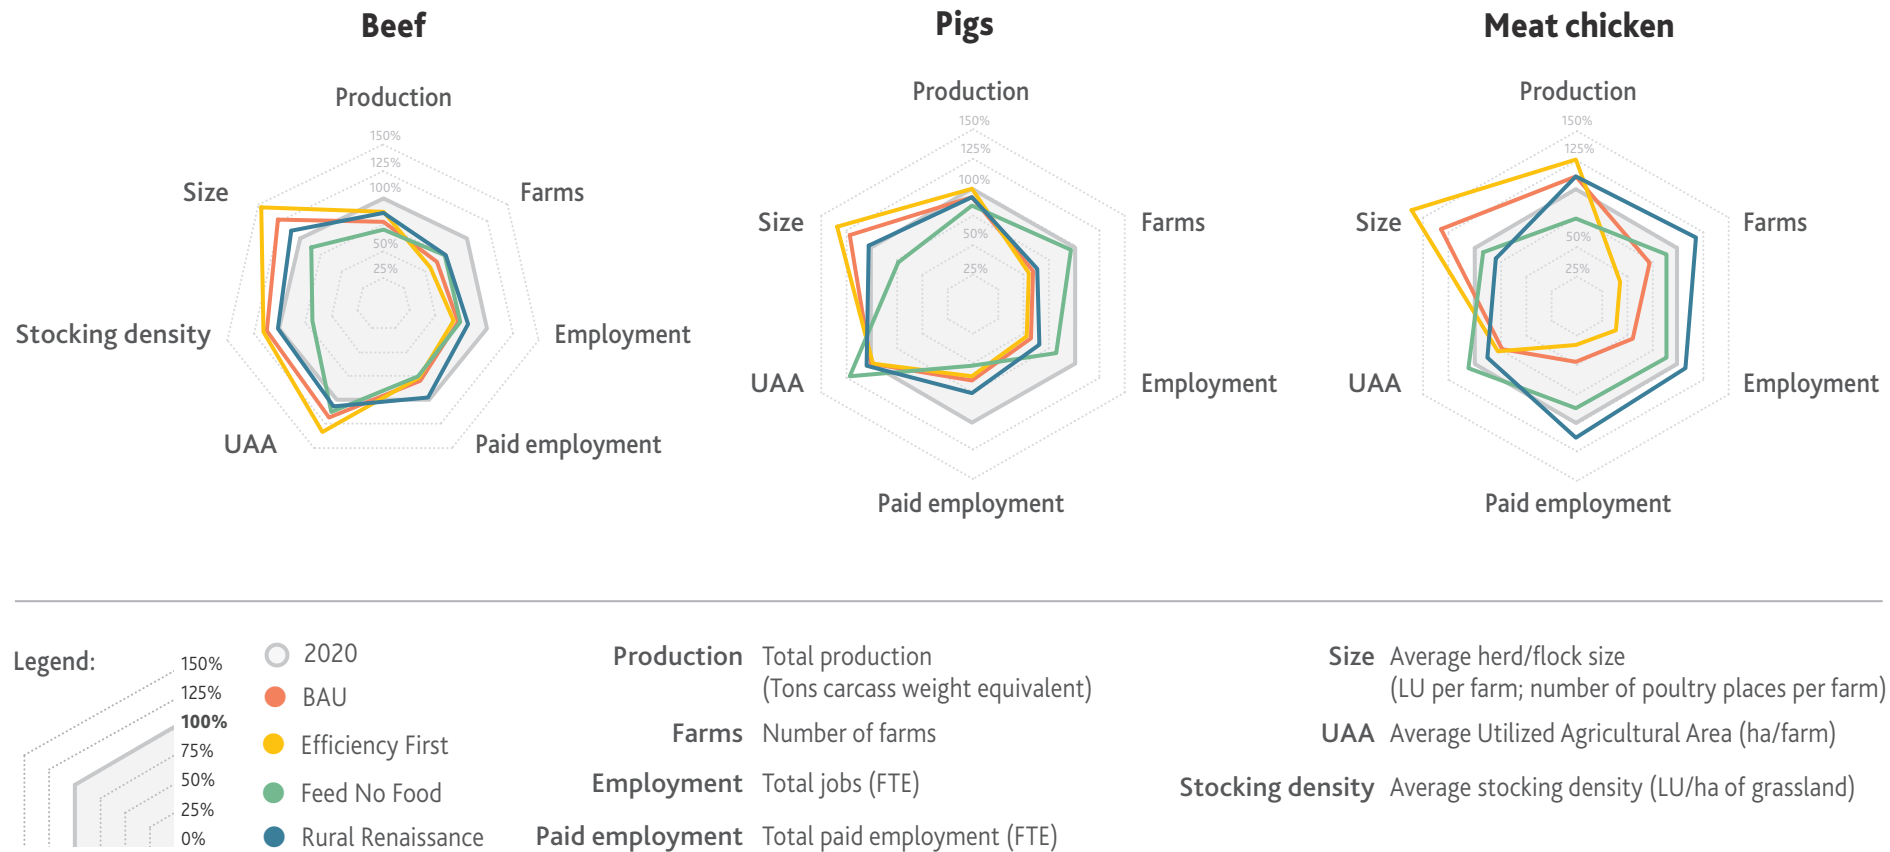 Beef
Pigs
Meat chicken
Production
150%
125%
100%
50%
25%
Size
Farms
Stocking density
Employment
UAA
Paid employment
Production
150%
125%
100%
50%
25%
Size
Farms
UAA
Employment
Paid employment
Production
150%
125%
50%
25%
Size
Farms
UAA
Employment
Paid employment
Legend:
150%
125%
100%
75%
50%
25%
0%
2020
BAU
Efficiency First
Feed No Food
Rural Renaissance
Production Total production
(Tons carcass weight equivalent)
Farms Number of farms
Employment Total jobs (FTE)
Paid employment Total paid employment (FTE)
Size Average herd/flock size
(LU per farm; number of poultry places per farm)
UAA Average Utilized Agricultural Area (ha/farm)
Stocking density Average stocking density (LU/ha of grassland)